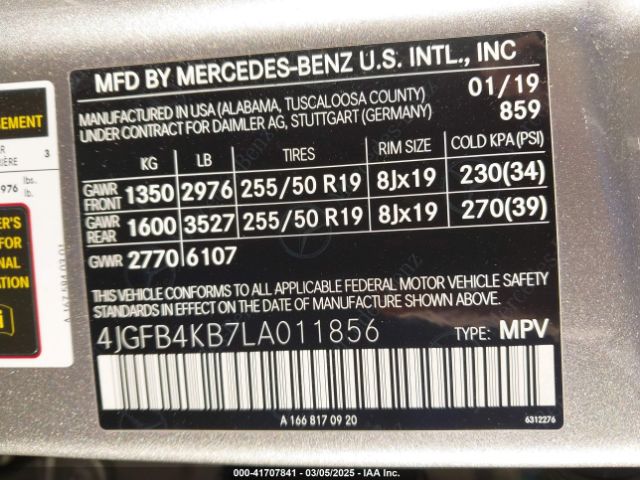 MFD BY MERCEDES-BENZ U.S. INTL., INC
MANUFACTURED IN USA (ALABAMA, TUSCALOOSA COUNTY) 01/19
UNDER CONTRACT FOR DAIMLER AG, STUTTGART (GERMANY) 859
KG LB TIRES RIM SIZE COLD KPA(PSI)
GAWR FRONT 1350 2976 255/50 R19 8Jx19 230(34)
GAWR REAR 1600 3527 255/50 R19 8Jx19 270(39)
GVWR 2770 6107
THIS VEHICLE CONFORMS TO ALL APPLICABLE FEDERAL MOTOR VEHICLE SAFETY
STANDARDS IN EFFECT ON THE DATE OF MANUFACTURE SHOWN ABOVE.
4JGFB4KB7LA011856 TYPE: MPV
A 166 817 09 20
6312276
3
976 lbs.
lb.
FOR
000-41707841 - 03/05/2025 - IAA Inc.